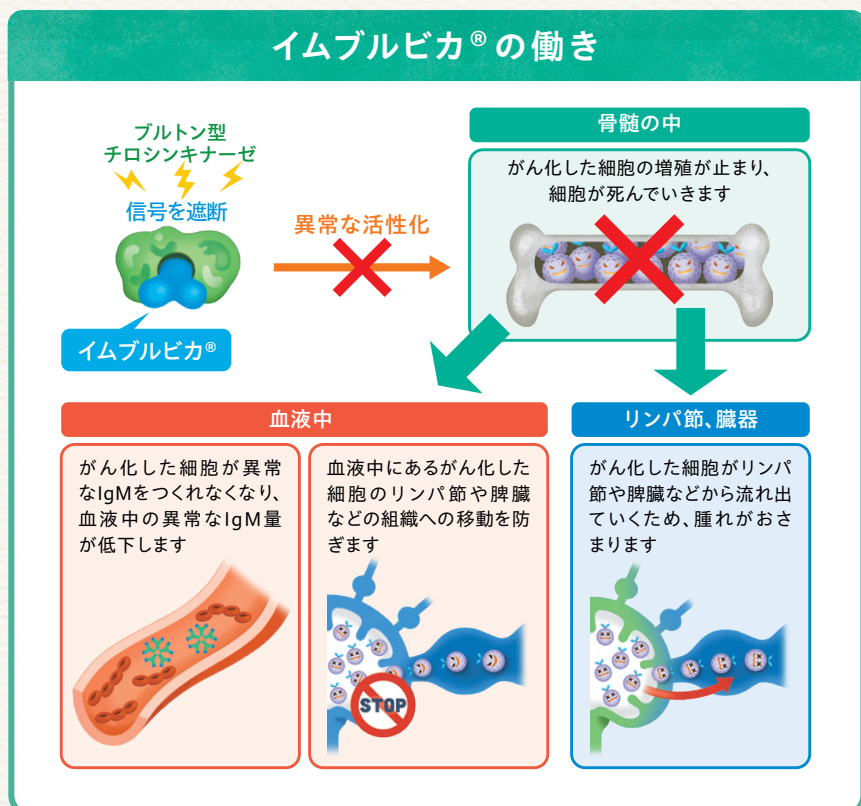 イムブルビカ®の働き
ブルトン型
チロシンキナーゼ
信号を遮断
イムブルビカ®
異常な活性化
骨髄の中
がん化した細胞の増殖が止まり、
細胞が死んでいきます
血液中
がん化した細胞が異常
なIgMをつくれなくなり、
血液中の異常なIgM量
が低下します
血液中にあるがん化した
細胞のリンパ節や脾臓
などの組織への移動を防
ぎます
STOP
リンパ節、臓器
がん化した細胞がリンパ
節や脾臓などから流れ出
ていくため、腫れがおさ
まります